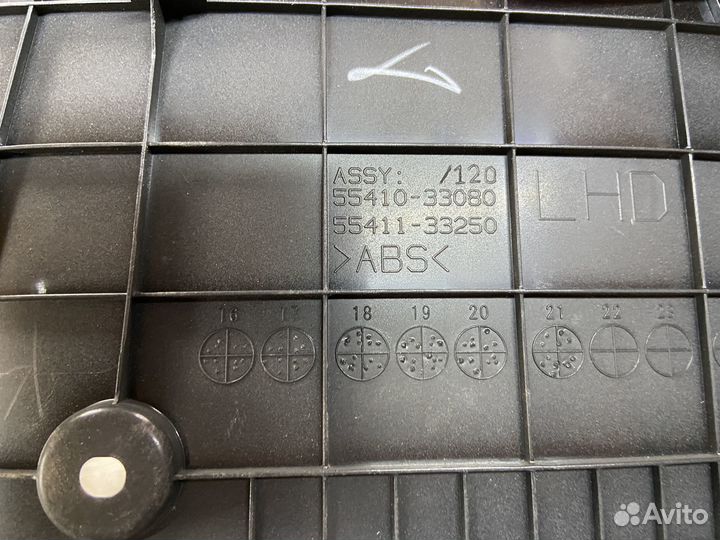 ASSY: /120
55410-33080
55411-33250
>ABS<
LHD
16 17 18 19 20 21 22 23
Avito